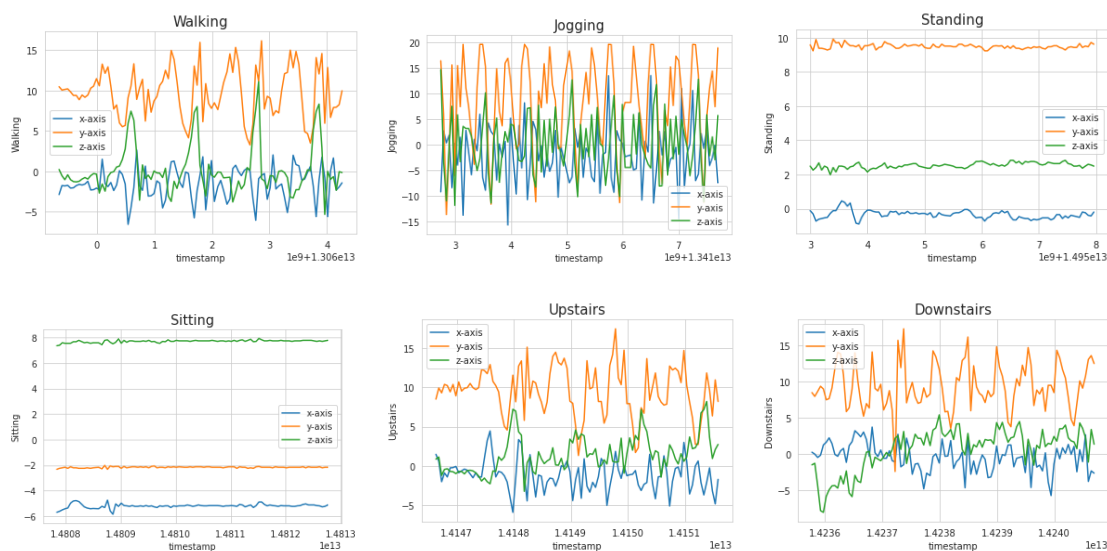 Walking
Walking
15
10
5
0
−5
x-axis
y-axis
z-axis
0 1 2 3 4
timestamp
1e9+1.306e13
Jogging
Jogging
20
15
10
5
0
−5
−10
−15
x-axis
y-axis
z-axis
3 4 5 6 7
timestamp
1e9+1.341e13
Standing
Standing
10
8
6
4
2
0
x-axis
y-axis
z-axis
3 4 5 6 7 8
timestamp
1e9+1.495e13
Sitting
Sitting
8
6
4
2
0
−2
−4
−6
x-axis
y-axis
z-axis
1.4808 1.4809 1.4810 1.4811 1.4812 1.4813
timestamp
1e13
Upstairs
Upstairs
15
10
5
0
−5
x-axis
y-axis
z-axis
1.4147 1.4148 1.4149 1.4150 1.4151
timestamp
1e13
Downstairs
Downstairs
15
10
5
0
−5
x-axis
y-axis
z-axis
1.4236 1.4237 1.4238 1.4239 1.4240
timestamp
1e13